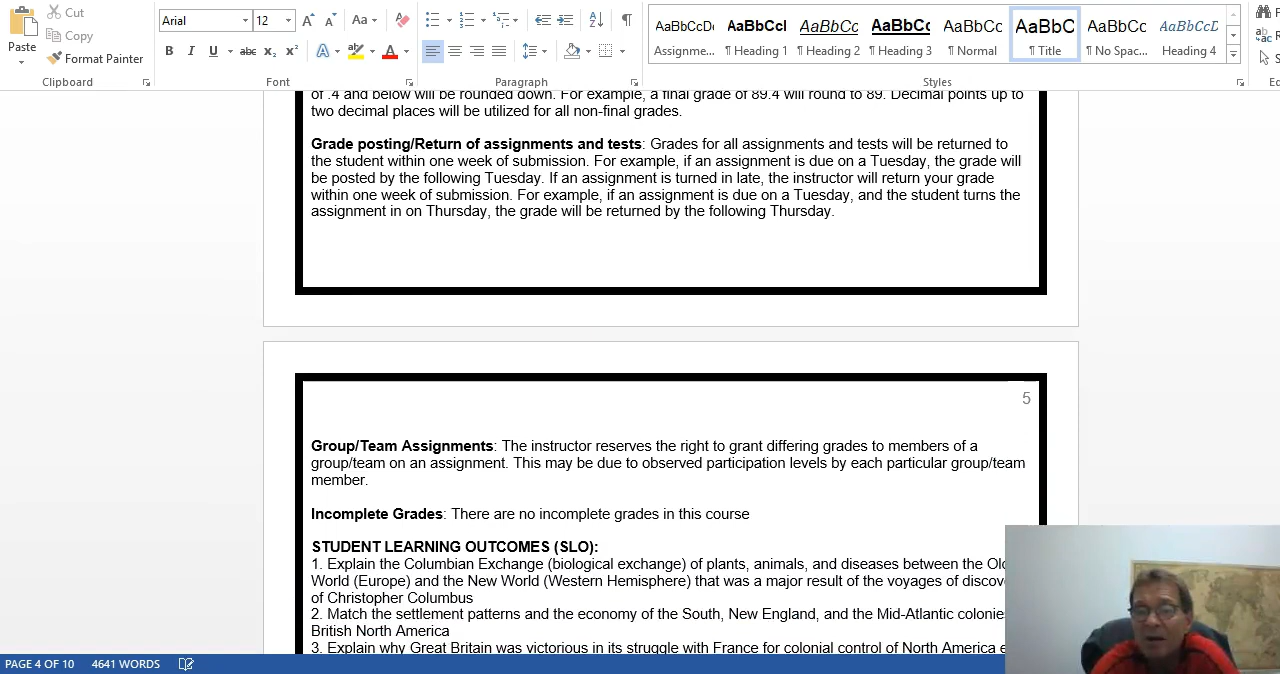 Arial 12 Aa AaBbCcDc AaBbCcI AaBbCc AaBbCc AaBbCc AaBbC AaBbCc AaBbCcD
Cut
Copy
Format Painter
Paste
B I U abc x₂ x² A ab A
Assignme... ¶ Heading 1 ¶ Heading 2 ¶ Heading 3 ¶ Normal ¶ Title ¶ No Spac... Heading 4
Clipboard Font Paragraph Styles
of .4 and below will be rounded down. For example, a final grade of 89.4 will round to 89. Decimal points up to
two decimal places will be utilized for all non-final grades.
Grade posting/Return of assignments and tests: Grades for all assignments and tests will be returned to
the student within one week of submission. For example, if an assignment is due on a Tuesday, the grade will
be posted by the following Tuesday. If an assignment is turned in late, the instructor will return your grade
within one week of submission. For example, if an assignment is due on a Tuesday, and the student turns the
assignment in on Thursday, the grade will be returned by the following Thursday.
5
Group/Team Assignments: The instructor reserves the right to grant differing grades to members of a
group/team on an assignment. This may be due to observed participation levels by each particular group/team
member.
Incomplete Grades: There are no incomplete grades in this course
STUDENT LEARNING OUTCOMES (SLO):
1. Explain the Columbian Exchange (biological exchange) of plants, animals, and diseases between the Old
World (Europe) and the New World (Western Hemisphere) that was a major result of the voyages of discov
of Christopher Columbus
2. Match the settlement patterns and the economy of the South, New England, and the Mid-Atlantic colonies
British North America
3. Explain why Great Britain was victorious in its struggle with France for colonial control of North America
PAGE 4 OF 10 4641 WORDS